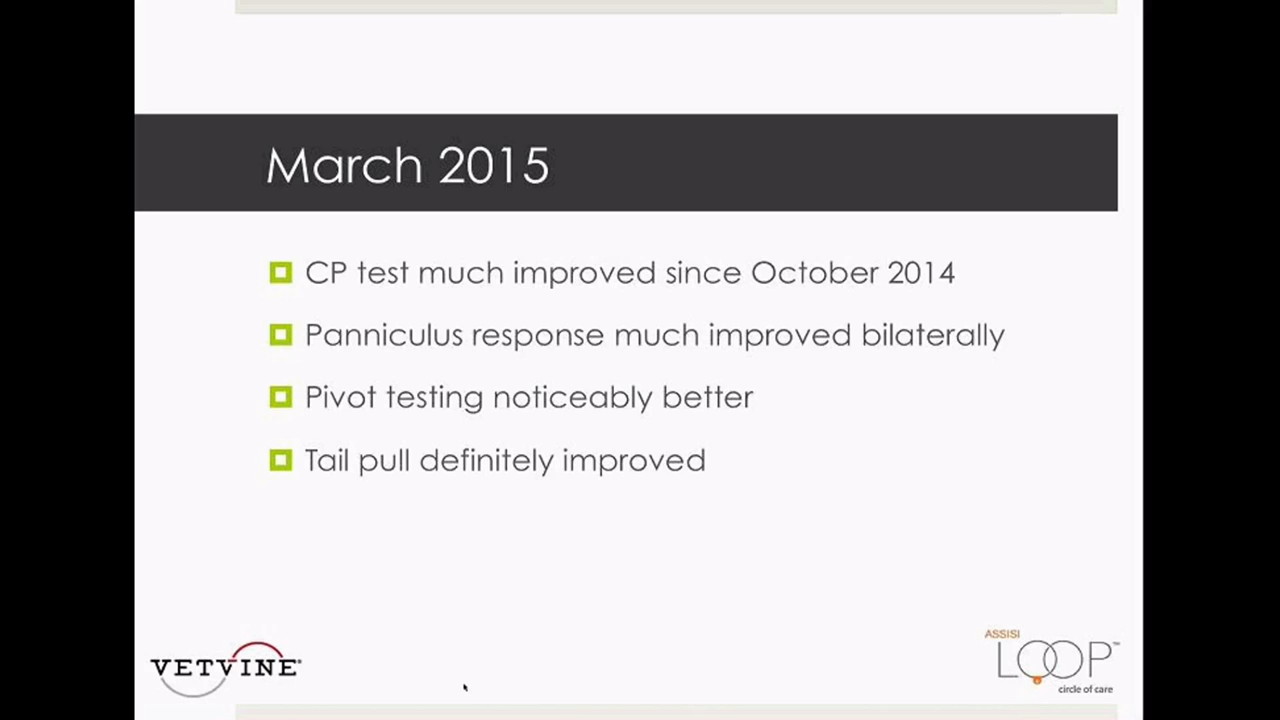 March 2015
CP test much improved since October 2014
Panniculus response much improved bilaterally
Pivot testing noticeably better
Tail pull definitely improved
VETVINE®
ASSISI
LOOP™
circle of care